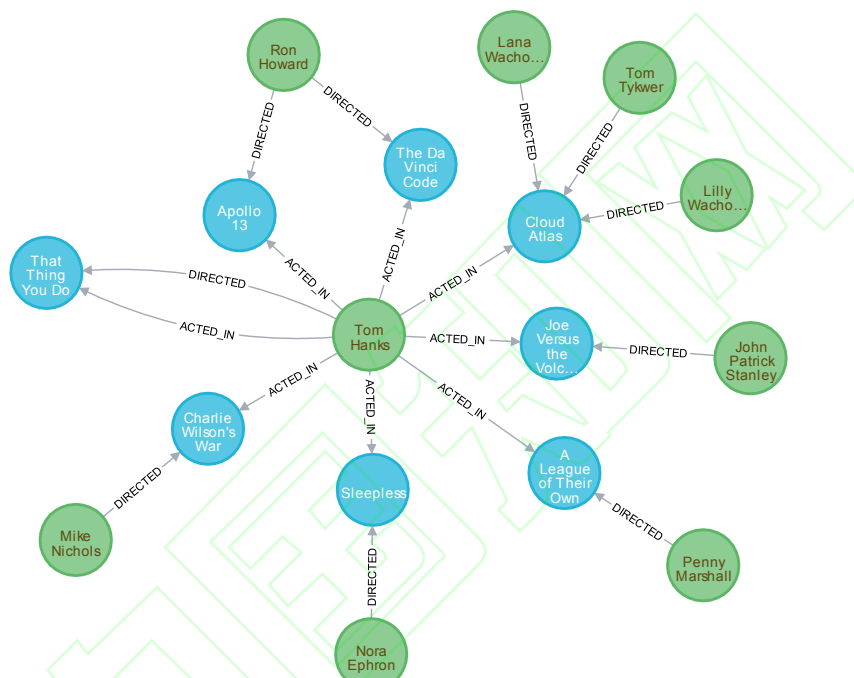 Ron
Howard
Lana
Wacho...
Tom
Tykwer
DIRECTED
DIRECTED
DIRECTED
DIRECTED
The Da
Vinci
Code
Lilly
Wacho...
DIRECTED
Apollo
13
Cloud
Atlas
That
Thing
You Do
DIRECTED
ACTED_IN
ACTED_IN
ACTED_IN
ACTED_IN
Tom
Hanks
ACTED_IN
Joe
Versus
the
Volc...
DIRECTED
John
Patrick
Stanley
ACTED_IN
ACTED_IN
ACTED_IN
Charlie
Wilson's
War
A
League
of Their
Own
Sleepless
DIRECTED
DIRECTED
Mike
Nichols
DIRECTED
Penny
Marshall
Nora
Ephron